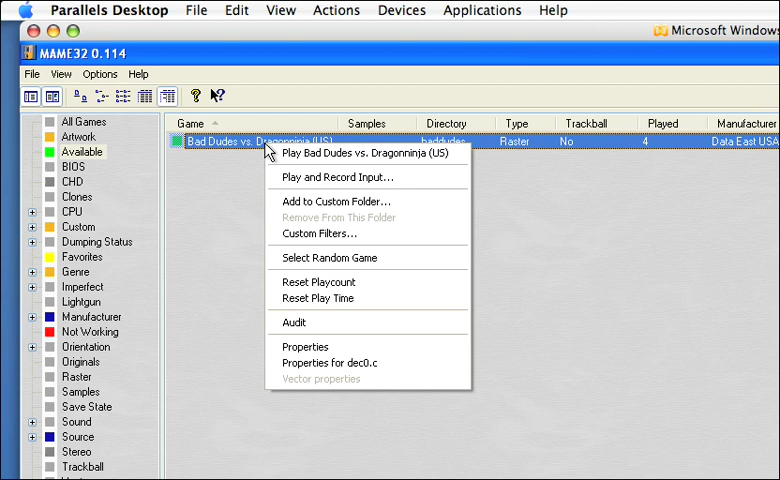 Parallels Desktop File Edit View Actions Devices Applications Help
Microsoft Windows
MAME32 0.114
File View Options Help
Game Samples Directory Type Trackball Played Manufacturer
Bad Dudes vs. Dragonninja (US) baddudes Raster No 4 Data East USA
All Games
Artwork
Available
BIOS
CHD
Clones
CPU
Custom
Dumping Status
Favorites
Genre
Imperfect
Lightgun
Manufacturer
Not Working
Orientation
Originals
Raster
Samples
Save State
Sound
Source
Stereo
Trackball
Play Bad Dudes vs. Dragonninja (US)
Play and Record Input...
Add to Custom Folder...
Remove From This Folder
Custom Filters...
Select Random Game
Reset Playcount
Reset Play Time
Audit
Properties
Properties for dec0.c
Vector properties